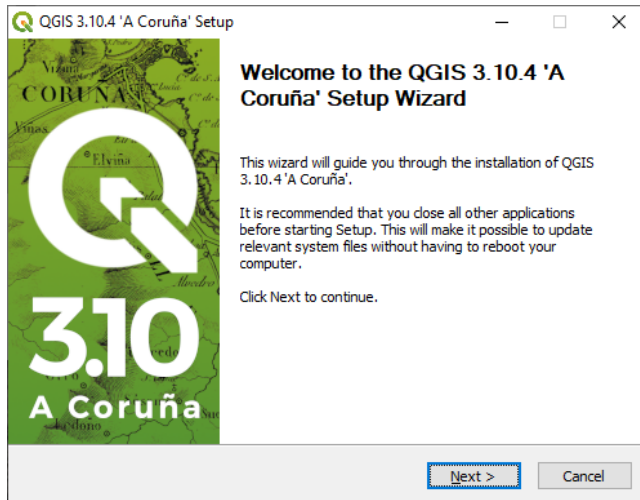 QGIS 3.10.4 'A Coruña' Setup
Welcome to the QGIS 3.10.4 'A
Coruña' Setup Wizard
This wizard will guide you through the installation of QGIS
3.10.4 'A Coruña'.
It is recommended that you close all other applications
before starting Setup. This will make it possible to update
relevant system files without having to reboot your
computer.
Click Next to continue.
CORUÑA
Viñas
Elviña
3.10
A Coruña
Next >
Cancel